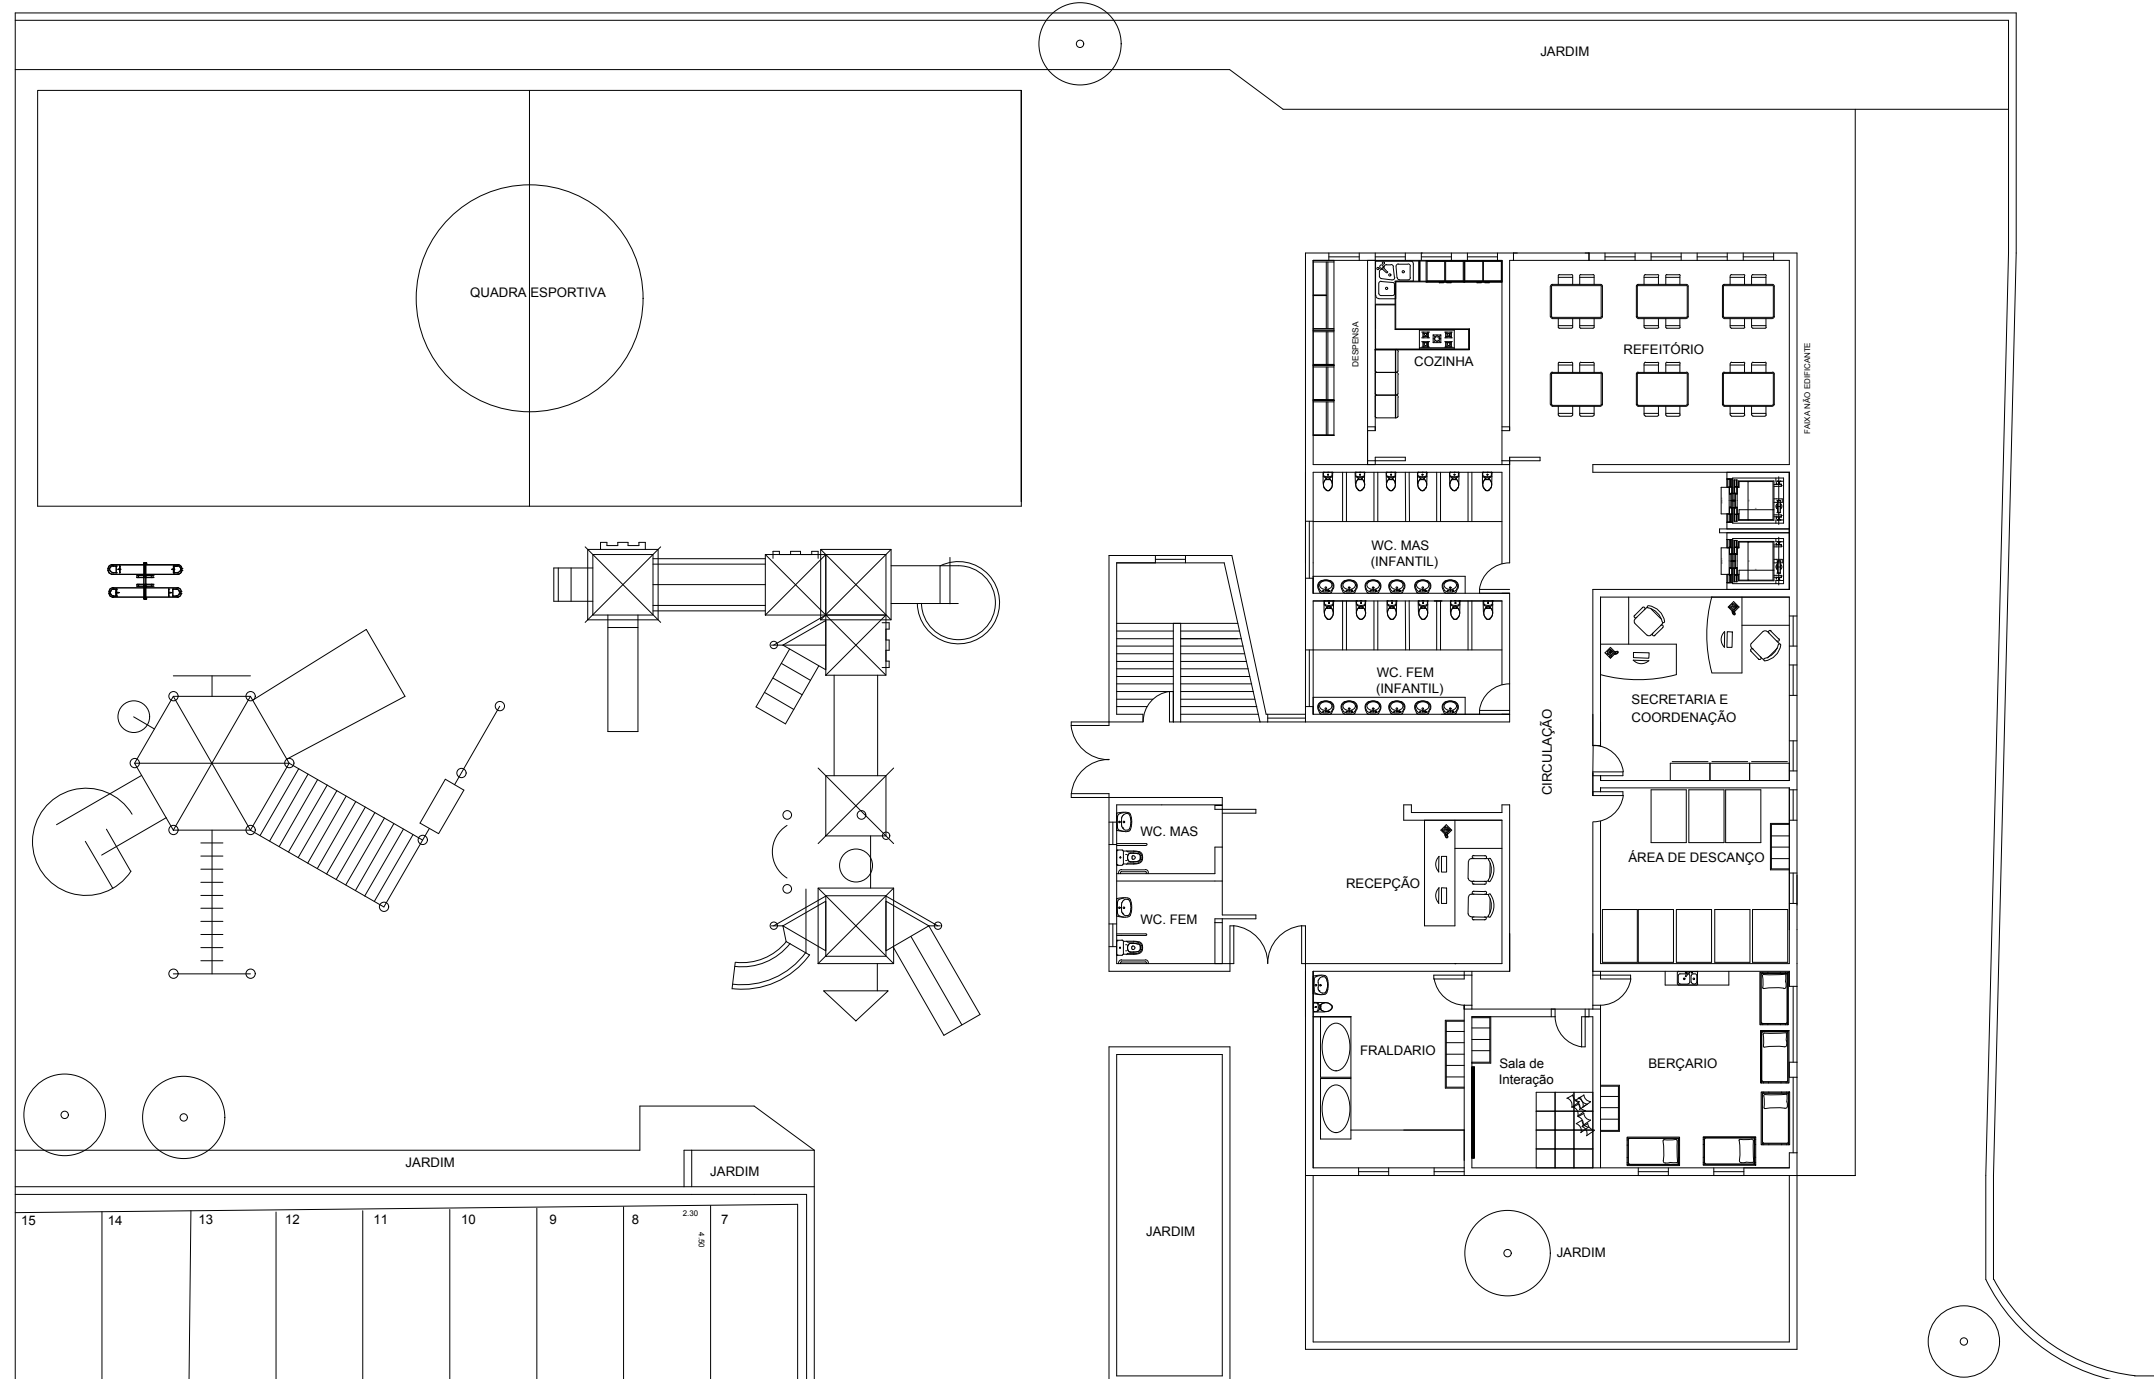 JARDIM
QUADRA ESPORTIVA
DESPENSA
COZINHA
REFEITÓRIO
FAIXA NÃO EDIFICANTE
WC. MAS
(INFANTIL)
WC. FEM
(INFANTIL)
CIRCULAÇÃO
SECRETARIA E
COORDENAÇÃO
WC. MAS
RECEPÇÃO
ÁREA DE DESCANÇO
WC. FEM
FRALDARIO
Sala de
Interação
BERÇARIO
JARDIM
JARDIM
15
14
13
12
11
10
9
8
2.30
4.50
7
JARDIM
JARDIM